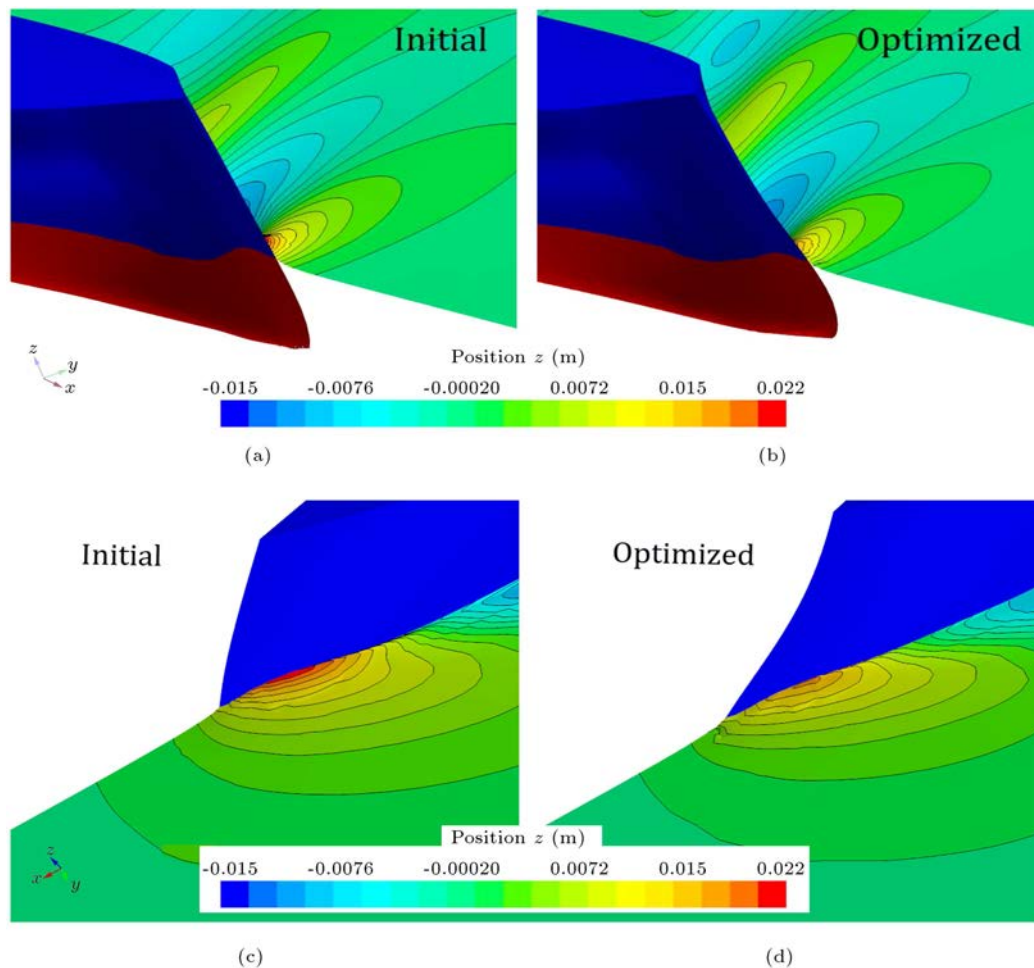 Initial
Optimized
z
y
x
Position z (m)
-0.015 -0.0076 -0.00020 0.0072 0.015 0.022
(a) (b)
Initial
Optimized
Position z (m)
z
x
y
-0.015 -0.0076 -0.00020 0.0072 0.015 0.022
(c) (d)